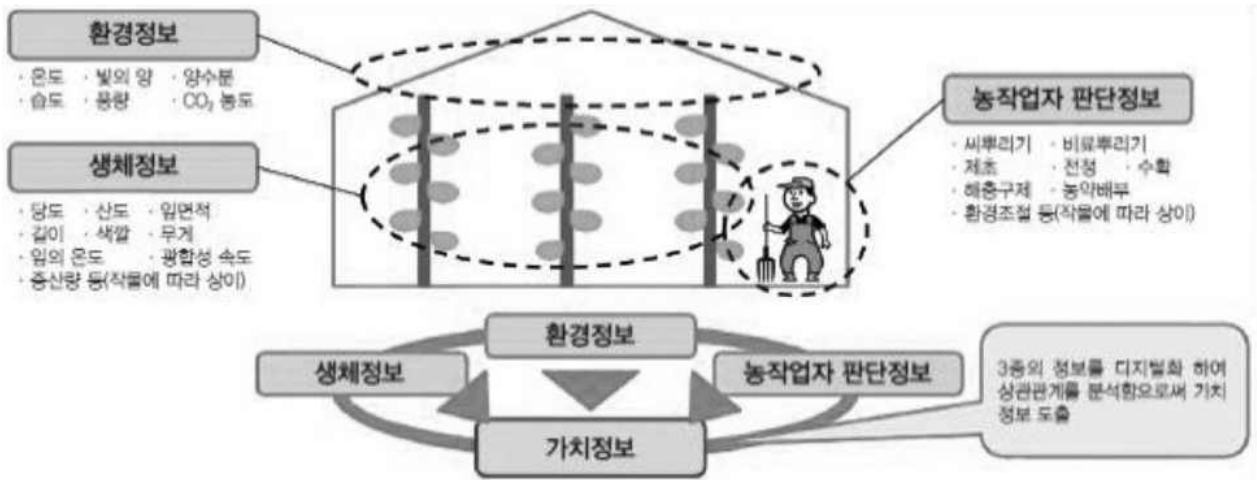 환경정보
· 온도 · 빛의 양 · 양수분
· 습도 · 풍량 · CO₂ 농도
생체정보
· 당도 · 산도 · 잎면적
· 길이 · 색깔 · 무게
· 잎의 온도 · 광합성 속도
· 증산량 등(작물에 따라 상이)
농작업자 판단정보
· 씨뿌리기 · 비료뿌리기
· 제초 · 전정 · 수확
· 해충구제 · 농약배부
· 환경조절 등(작물에 따라 상이)
환경정보
생체정보
농작업자 판단정보
가치정보
3종의 정보를 디지털화 하여
상관관계를 분석함으로써 가치
정보 도출